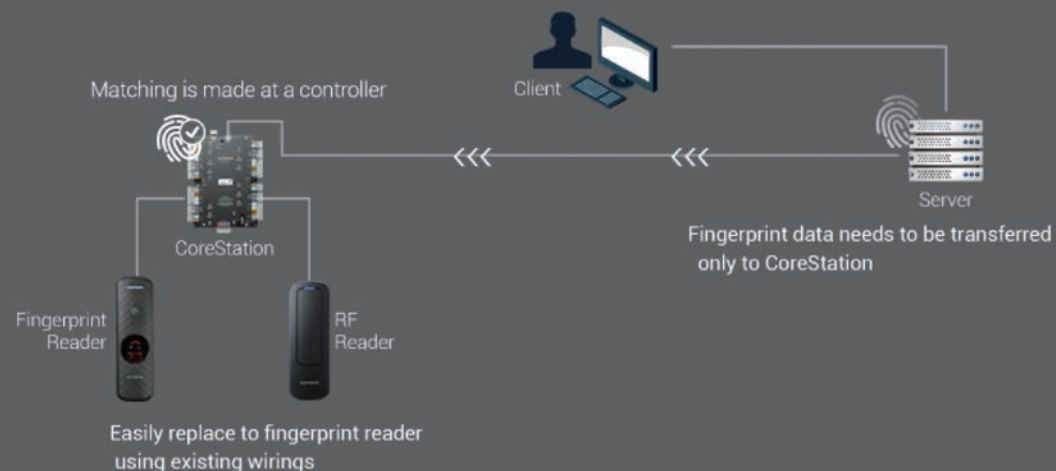 Client
Matching is made at a controller
Server
CoreStation
Fingerprint data needs to be transferred
only to CoreStation
Fingerprint
Reader
RF
Reader
Easily replace to fingerprint reader
using existing wirings